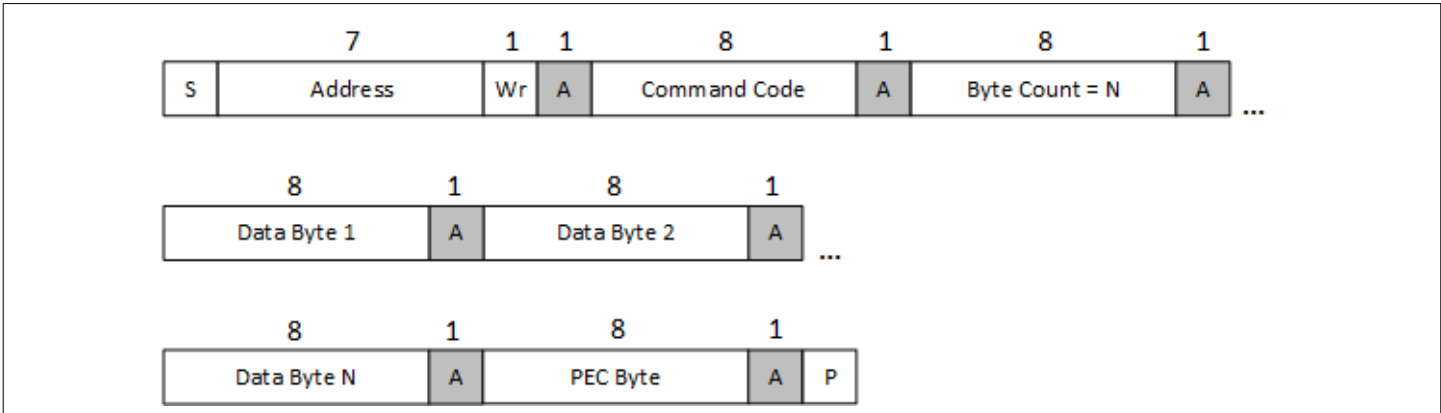 7 1 1 8 1 8 1
S Address Wr A Command Code A Byte Count = N A ...
8 1 8 1
Data Byte 1 A Data Byte 2 A ...
8 1 8 1
Data Byte N A PEC Byte A P